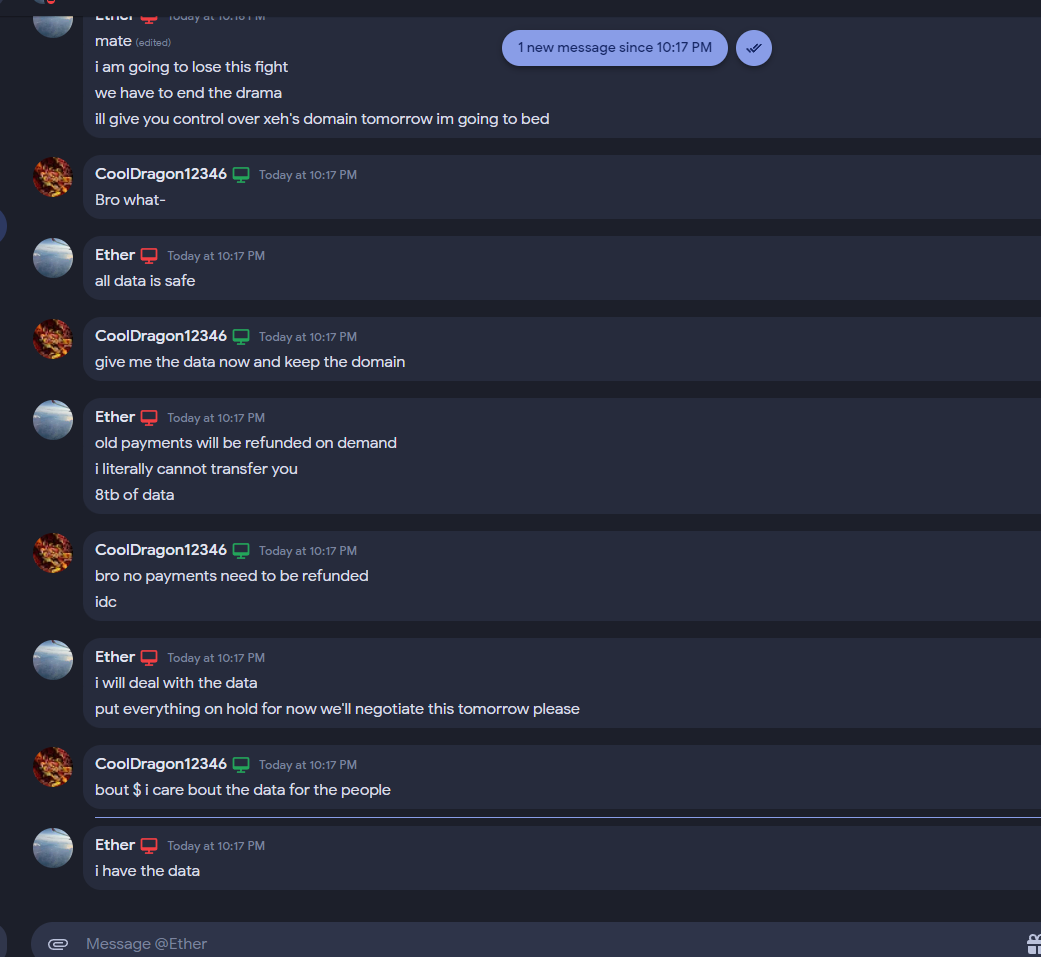 Ether Today at 10:16 PM
mate (edited)
1 new message since 10:17 PM
i am going to lose this fight
we have to end the drama
ill give you control over xeh's domain tomorrow im going to bed
CoolDragon12346 Today at 10:17 PM
Bro what-
Ether Today at 10:17 PM
all data is safe
CoolDragon12346 Today at 10:17 PM
give me the data now and keep the domain
Ether Today at 10:17 PM
old payments will be refunded on demand
i literally cannot transfer you
8tb of data
CoolDragon12346 Today at 10:17 PM
bro no payments need to be refunded
idc
Ether Today at 10:17 PM
i will deal with the data
put everything on hold for now we'll negotiate this tomorrow please
CoolDragon12346 Today at 10:17 PM
bout $ i care bout the data for the people
Ether Today at 10:17 PM
i have the data
Message @Ether